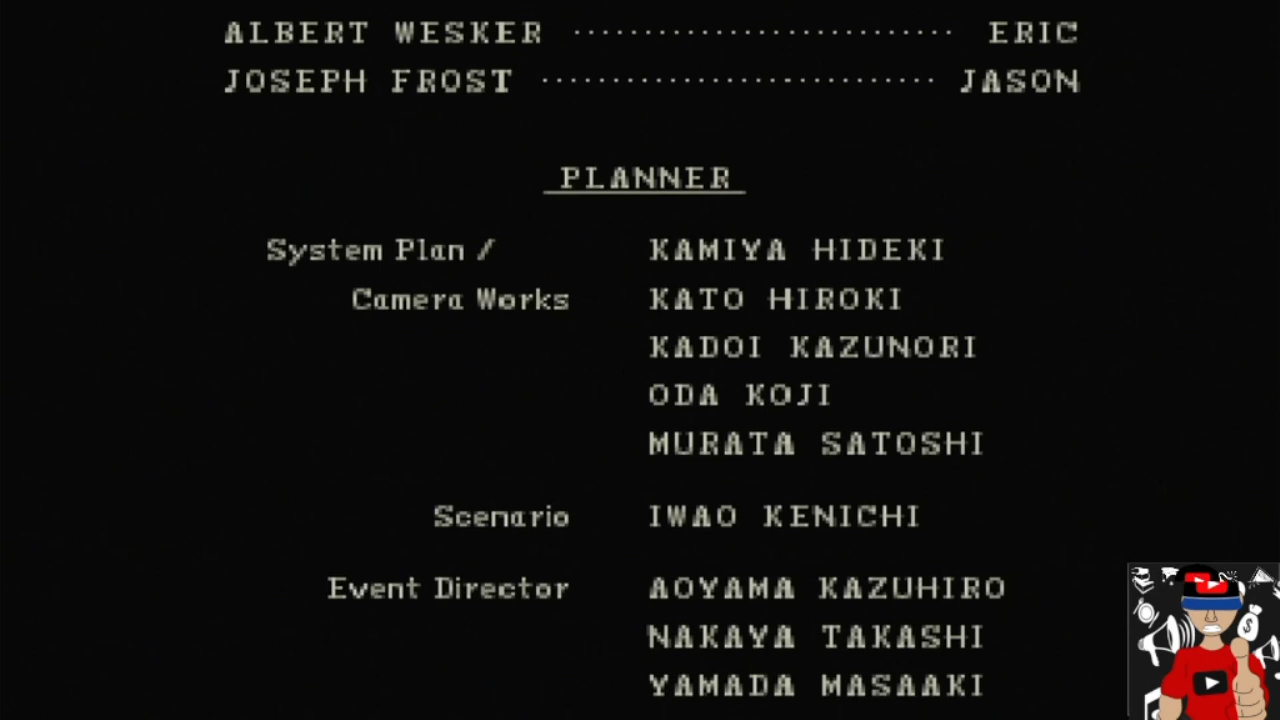 ALBERT WESKER ........................... ERIC
JOSEPH FROST ............................ JASON
PLANNER
System Plan / KAMIYA HIDEKI
Camera Works KATO HIROKI
KADOI KAZUNORI
ODA KOJI
MURATA SATOSHI
Scenario IWAO KENICHI
Event Director AOYAMA KAZUHIRO
NAKAYA TAKASHI
YAMADA MASAAKI
$